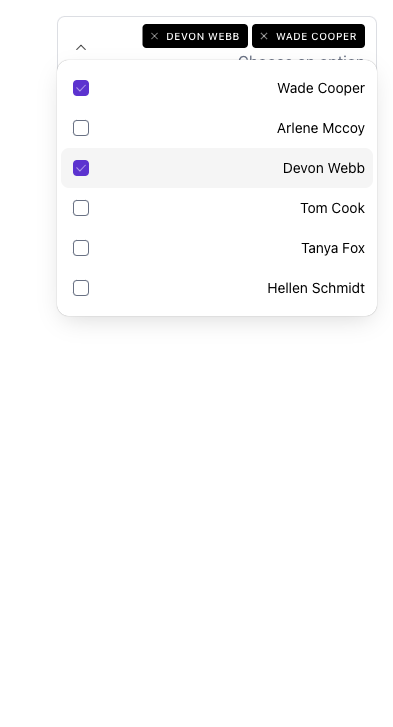 DEVON WEBB WADE COOPER
Choose an option
Wade Cooper
Arlene Mccoy
Devon Webb
Tom Cook
Tanya Fox
Hellen Schmidt